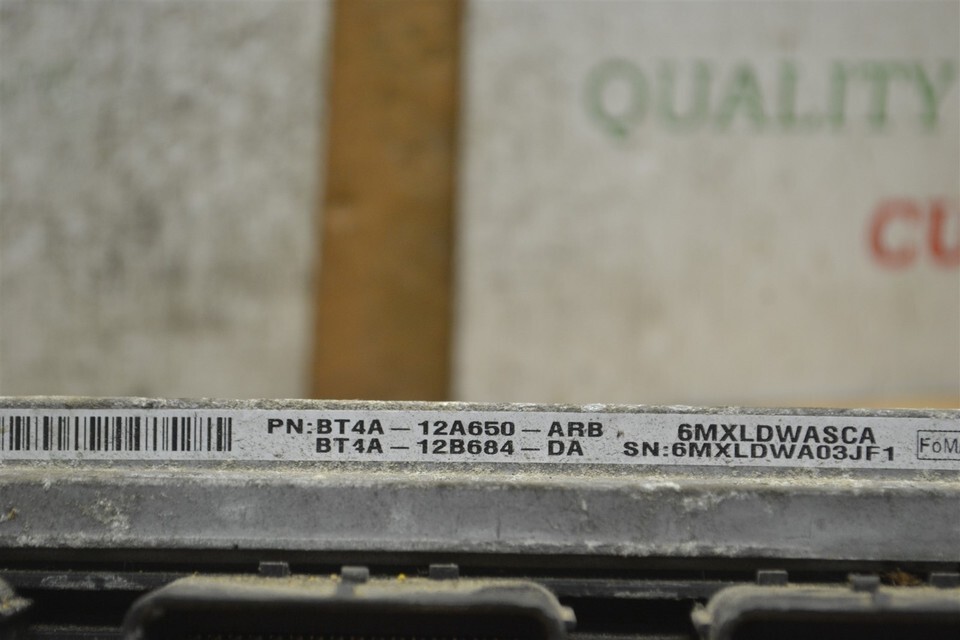 QUALITY
CU
PN:BT4A-12A650-ARB
BT4A-12B684-DA
6MXLDWASCA
SN:6MXLDWA03JF1
FoM